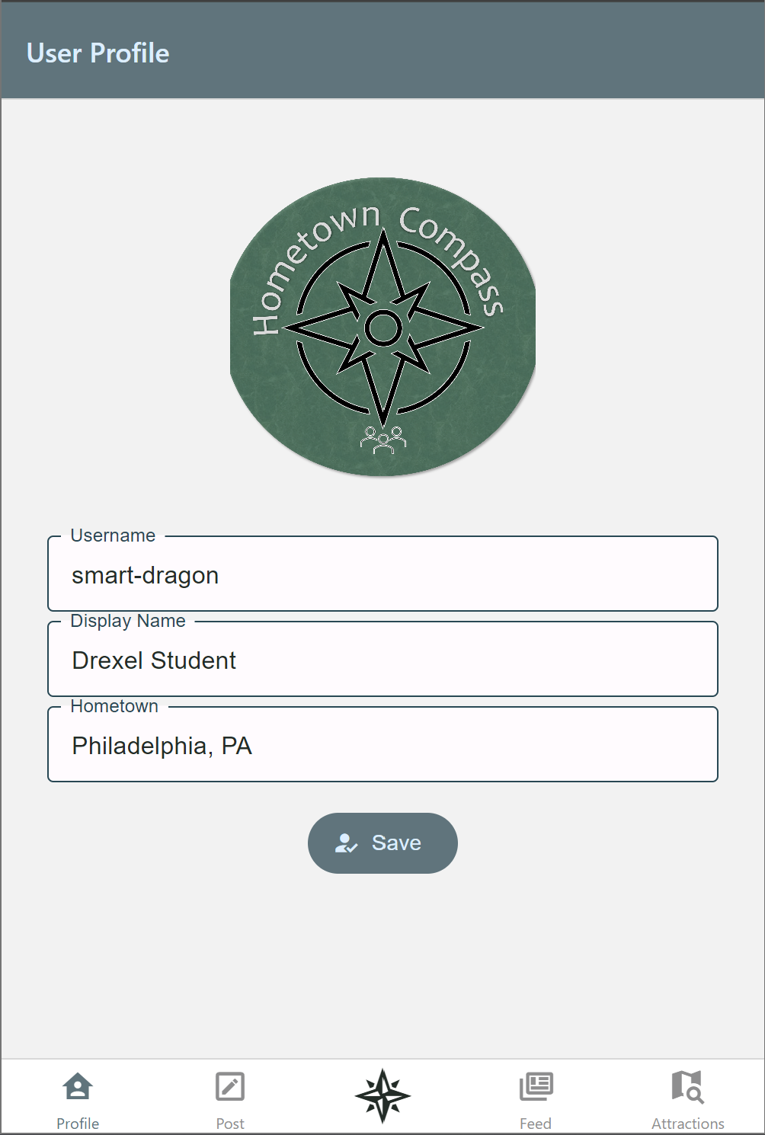 User Profile
Hometown Compass
Username
smart-dragon
Display Name
Drexel Student
Hometown
Philadelphia, PA
Save
Profile
Post
Feed
Attractions